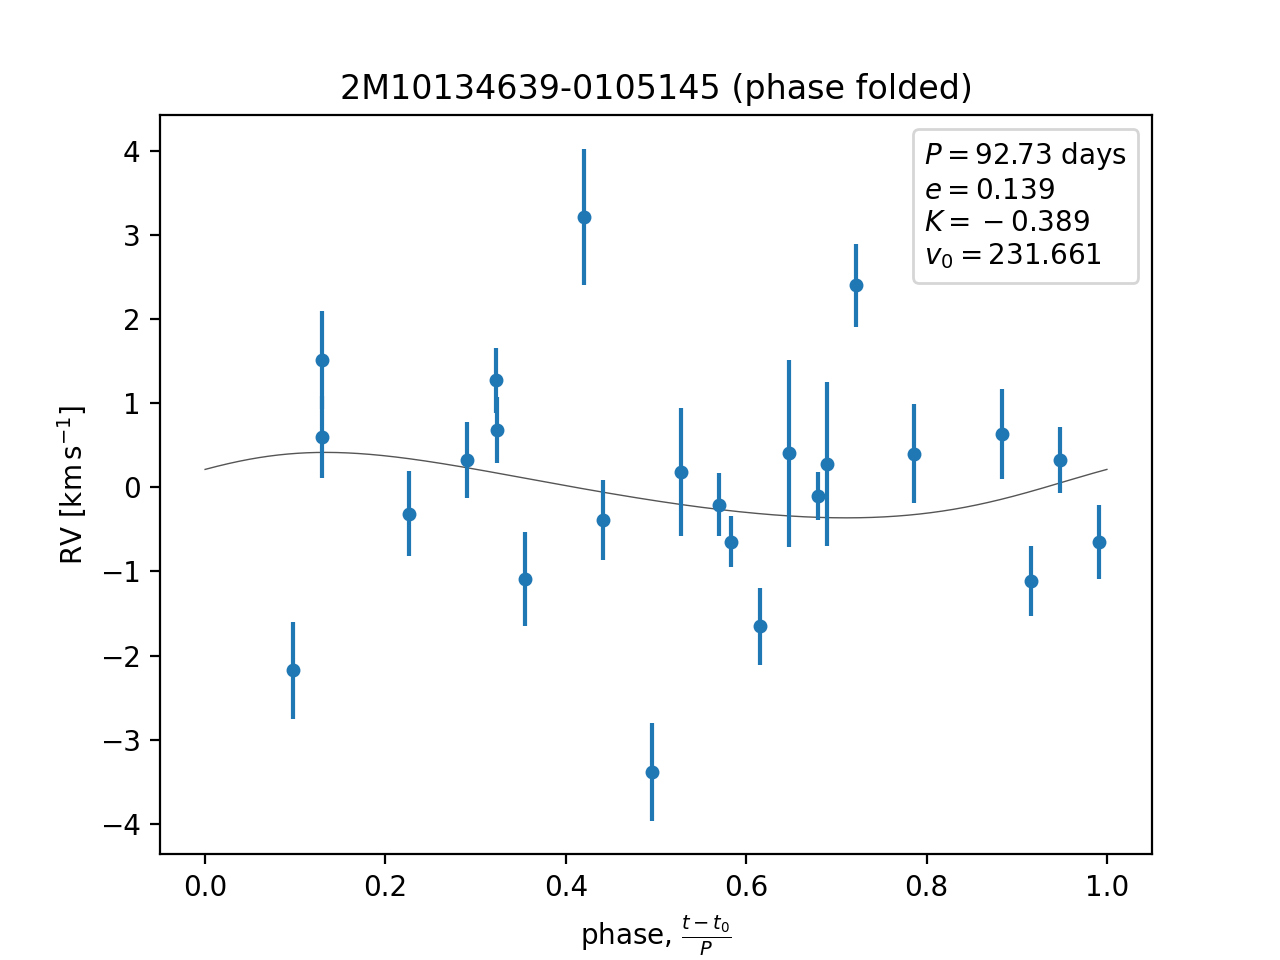 2M10134639-0105145 (phase folded)
P = 92.73 days
e = 0.139
K = −0.389
v₀ = 231.661
RV [km s⁻¹]
4
3
2
1
0
−1
−2
−3
−4
0.0 0.2 0.4 0.6 0.8 1.0
phase, (t − t₀)/P